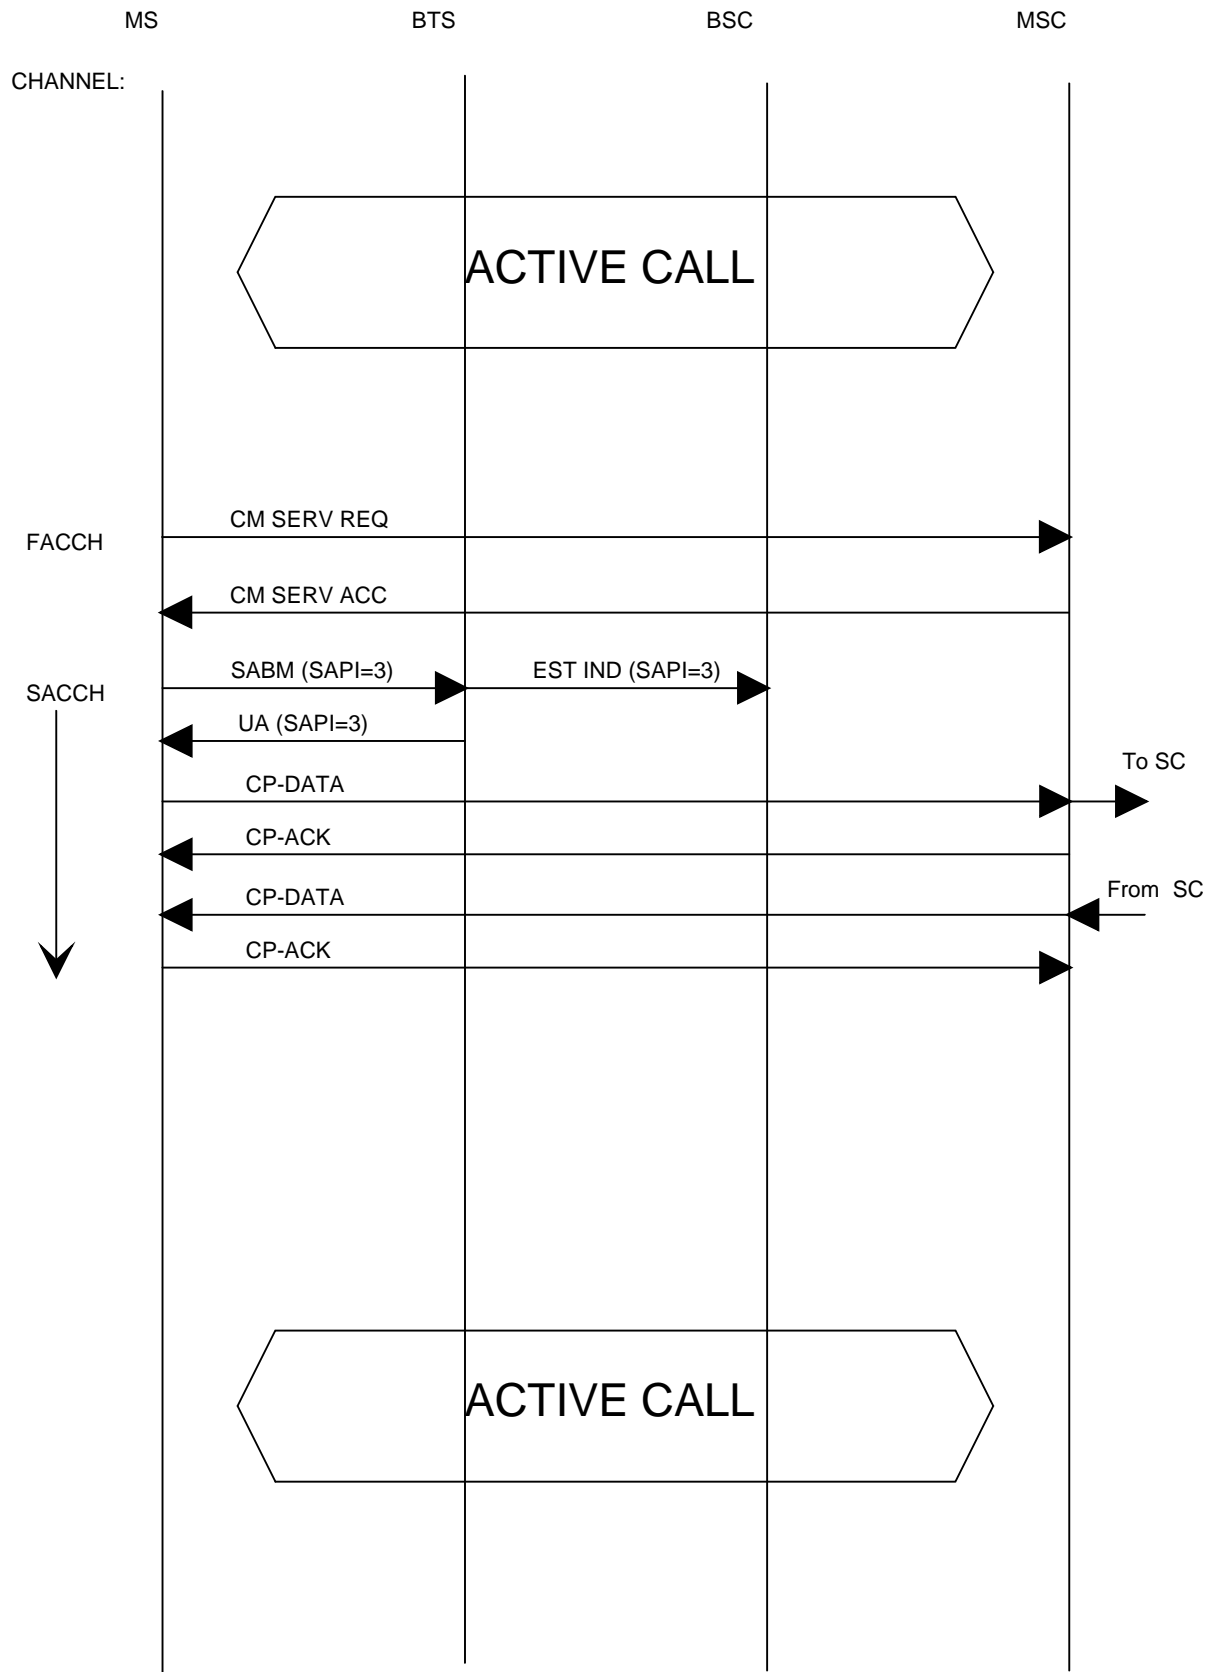 MS BTS BSC MSC
CHANNEL:
ACTIVE CALL
CM SERV REQ
FACCH
CM SERV ACC
SABM (SAPI=3) EST IND (SAPI=3)
SACCH
UA (SAPI=3)
To SC
CP-DATA
CP-ACK
From SC
CP-DATA
CP-ACK
ACTIVE CALL